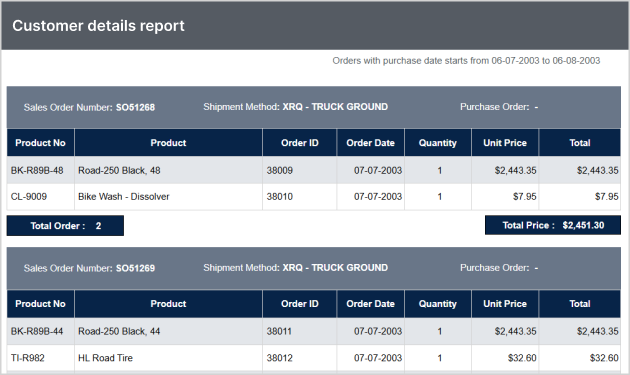 Customer details report
Orders with purchase date starts from 06-07-2003 to 06-08-2003
Sales Order Number: SO51268 Shipment Method: XRQ - TRUCK GROUND Purchase Order: -
Product No Product Order ID Order Date Quantity Unit Price Total
BK-R89B-48 Road-250 Black, 48 38009 07-07-2003 1 $2,443.35 $2,443.35
CL-9009 Bike Wash - Dissolver 38010 07-07-2003 1 $7.95 $7.95
Total Order : 2 Total Price : $2,451.30
Sales Order Number: SO51269 Shipment Method: XRQ - TRUCK GROUND Purchase Order: -
Product No Product Order ID Order Date Quantity Unit Price Total
BK-R89B-44 Road-250 Black, 44 38011 07-07-2003 1 $2,443.35 $2,443.35
TI-R982 HL Road Tire 38012 07-07-2003 1 $32.60 $32.60